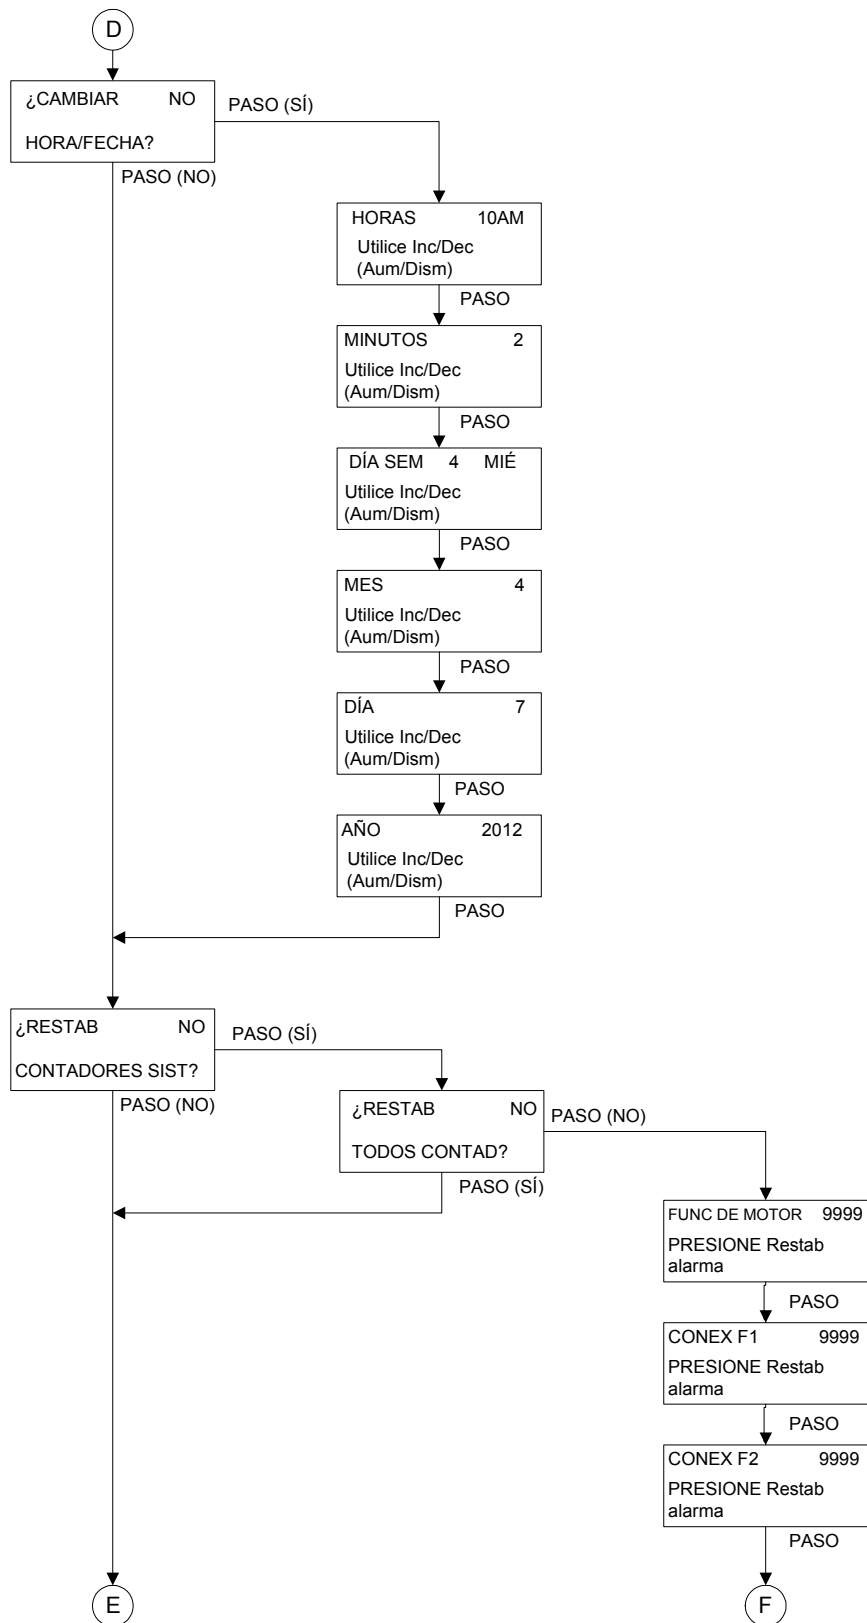 D
¿CAMBIAR NO
HORA/FECHA?
PASO (SÍ)
PASO (NO)
HORAS 10AM
Utilice Inc/Dec
(Aum/Dism)
PASO
MINUTOS 2
Utilice Inc/Dec
(Aum/Dism)
PASO
DÍA SEM 4 MIÉ
Utilice Inc/Dec
(Aum/Dism)
PASO
MES 4
Utilice Inc/Dec
(Aum/Dism)
PASO
DÍA 7
Utilice Inc/Dec
(Aum/Dism)
PASO
AÑO 2012
Utilice Inc/Dec
(Aum/Dism)
PASO
¿RESTAB NO
CONTADORES SIST?
PASO (SÍ)
PASO (NO)
¿RESTAB NO
TODOS CONTAD?
PASO (NO)
PASO (SÍ)
FUNC DE MOTOR 9999
PRESIONE Restab
alarma
PASO
CONEX F1 9999
PRESIONE Restab
alarma
PASO
CONEX F2 9999
PRESIONE Restab
alarma
PASO
E
F